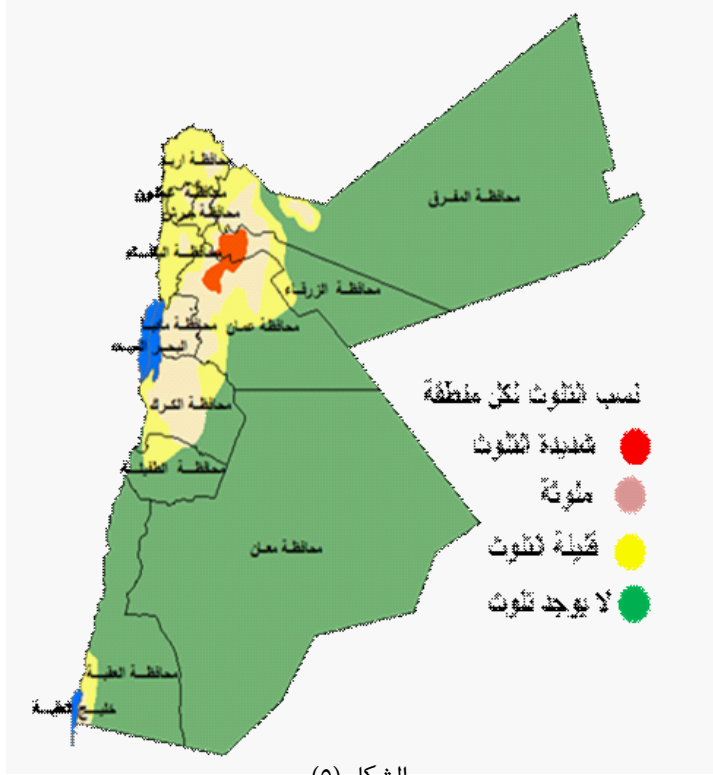 محافظة اربد
محافظة عجلون
محافظة جرش
محافظة المفرق
محافظة البلقاء
محافظة الزرقاء
محافظة مادبا
محافظة عمان
البحر الميت
محافظة الكرك
محافظة الطفيلة
محافظة معان
محافظة العقبة
خليج العقبة
نسب التلوث لكل منطقة
شديدة التلوث
ملوثة
قليلة التلوث
لا يوجد تلوث
الشكل (٥)